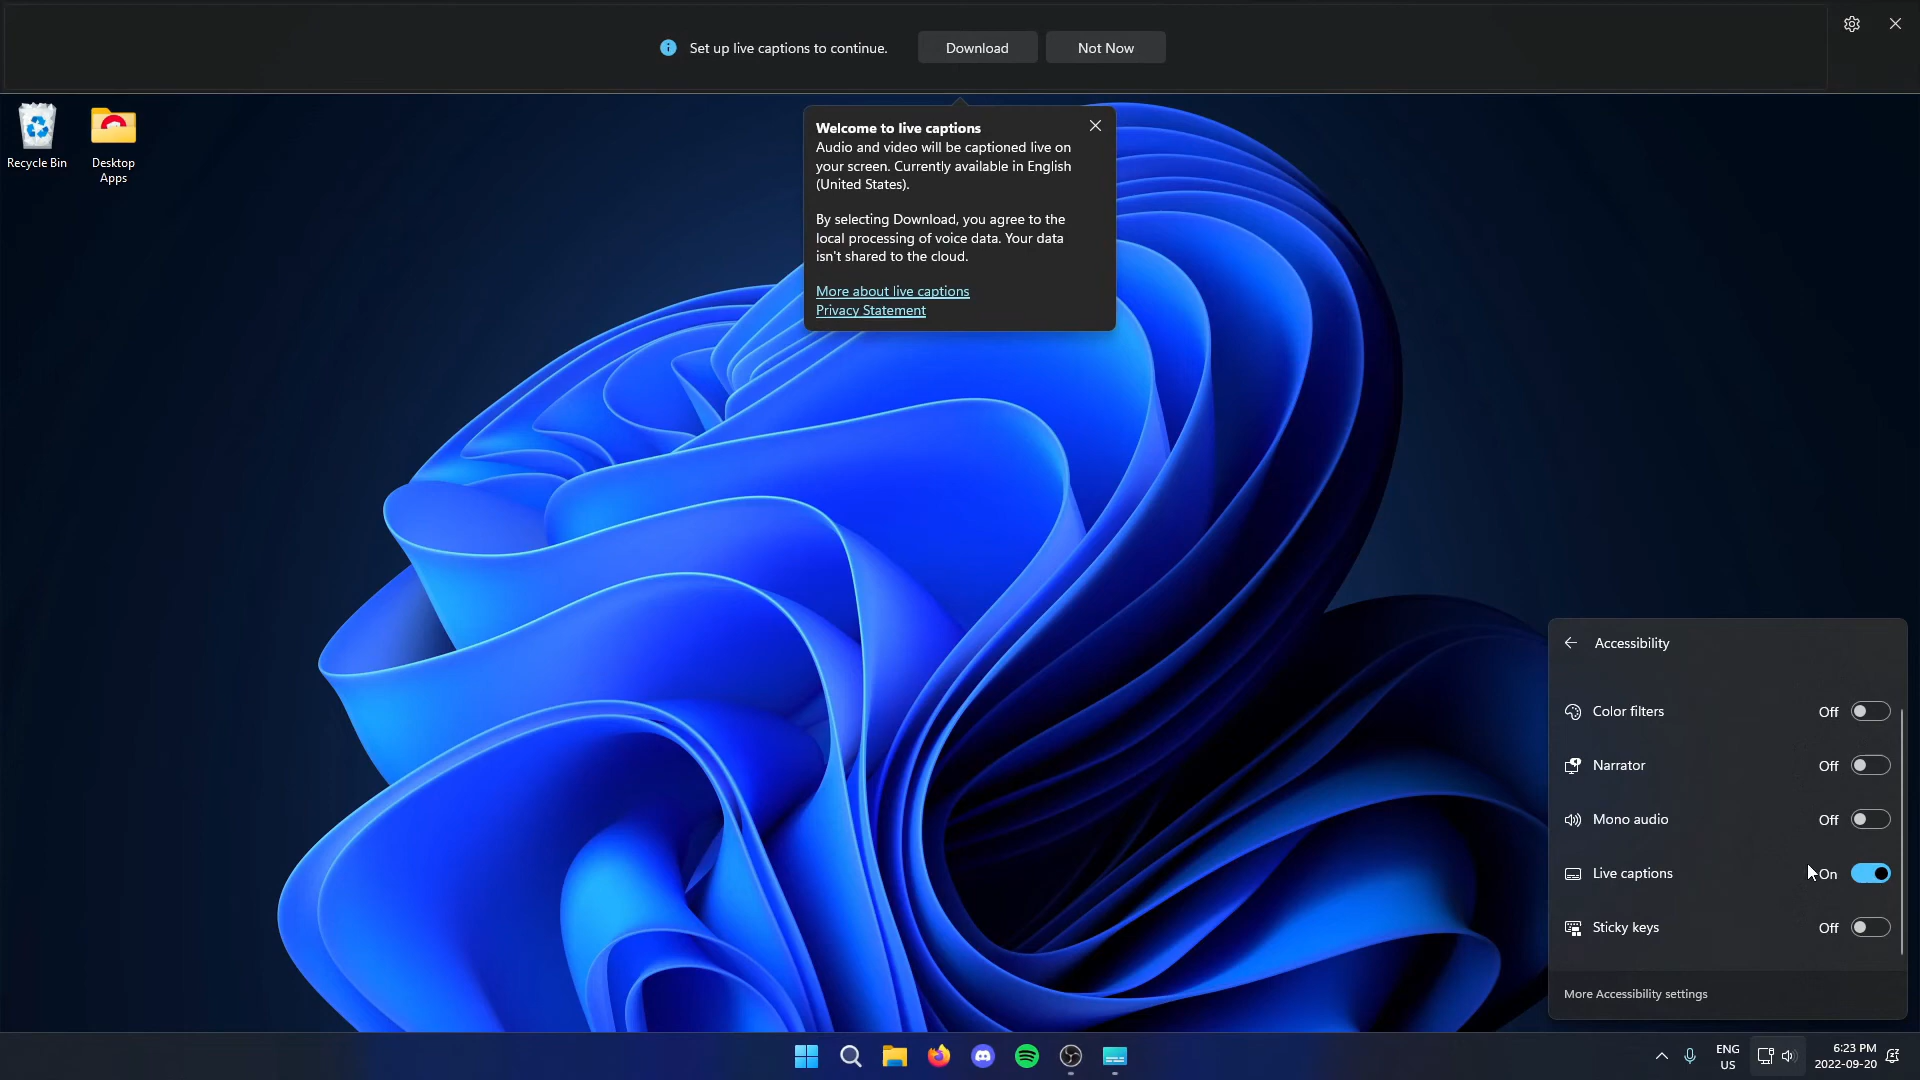 Set up live captions to continue.
Download
Not Now
Recycle Bin
Desktop
Apps
Welcome to live captions
Audio and video will be captioned live on
your screen. Currently available in English
(United States).
By selecting Download, you agree to the
local processing of voice data. Your data
isn't shared to the cloud.
More about live captions
Privacy Statement
Accessibility
Color filters Off
Narrator Off
Mono audio Off
Live captions On
Sticky keys Off
More Accessibility settings
ENG
US
6:23 PM
2022-09-20